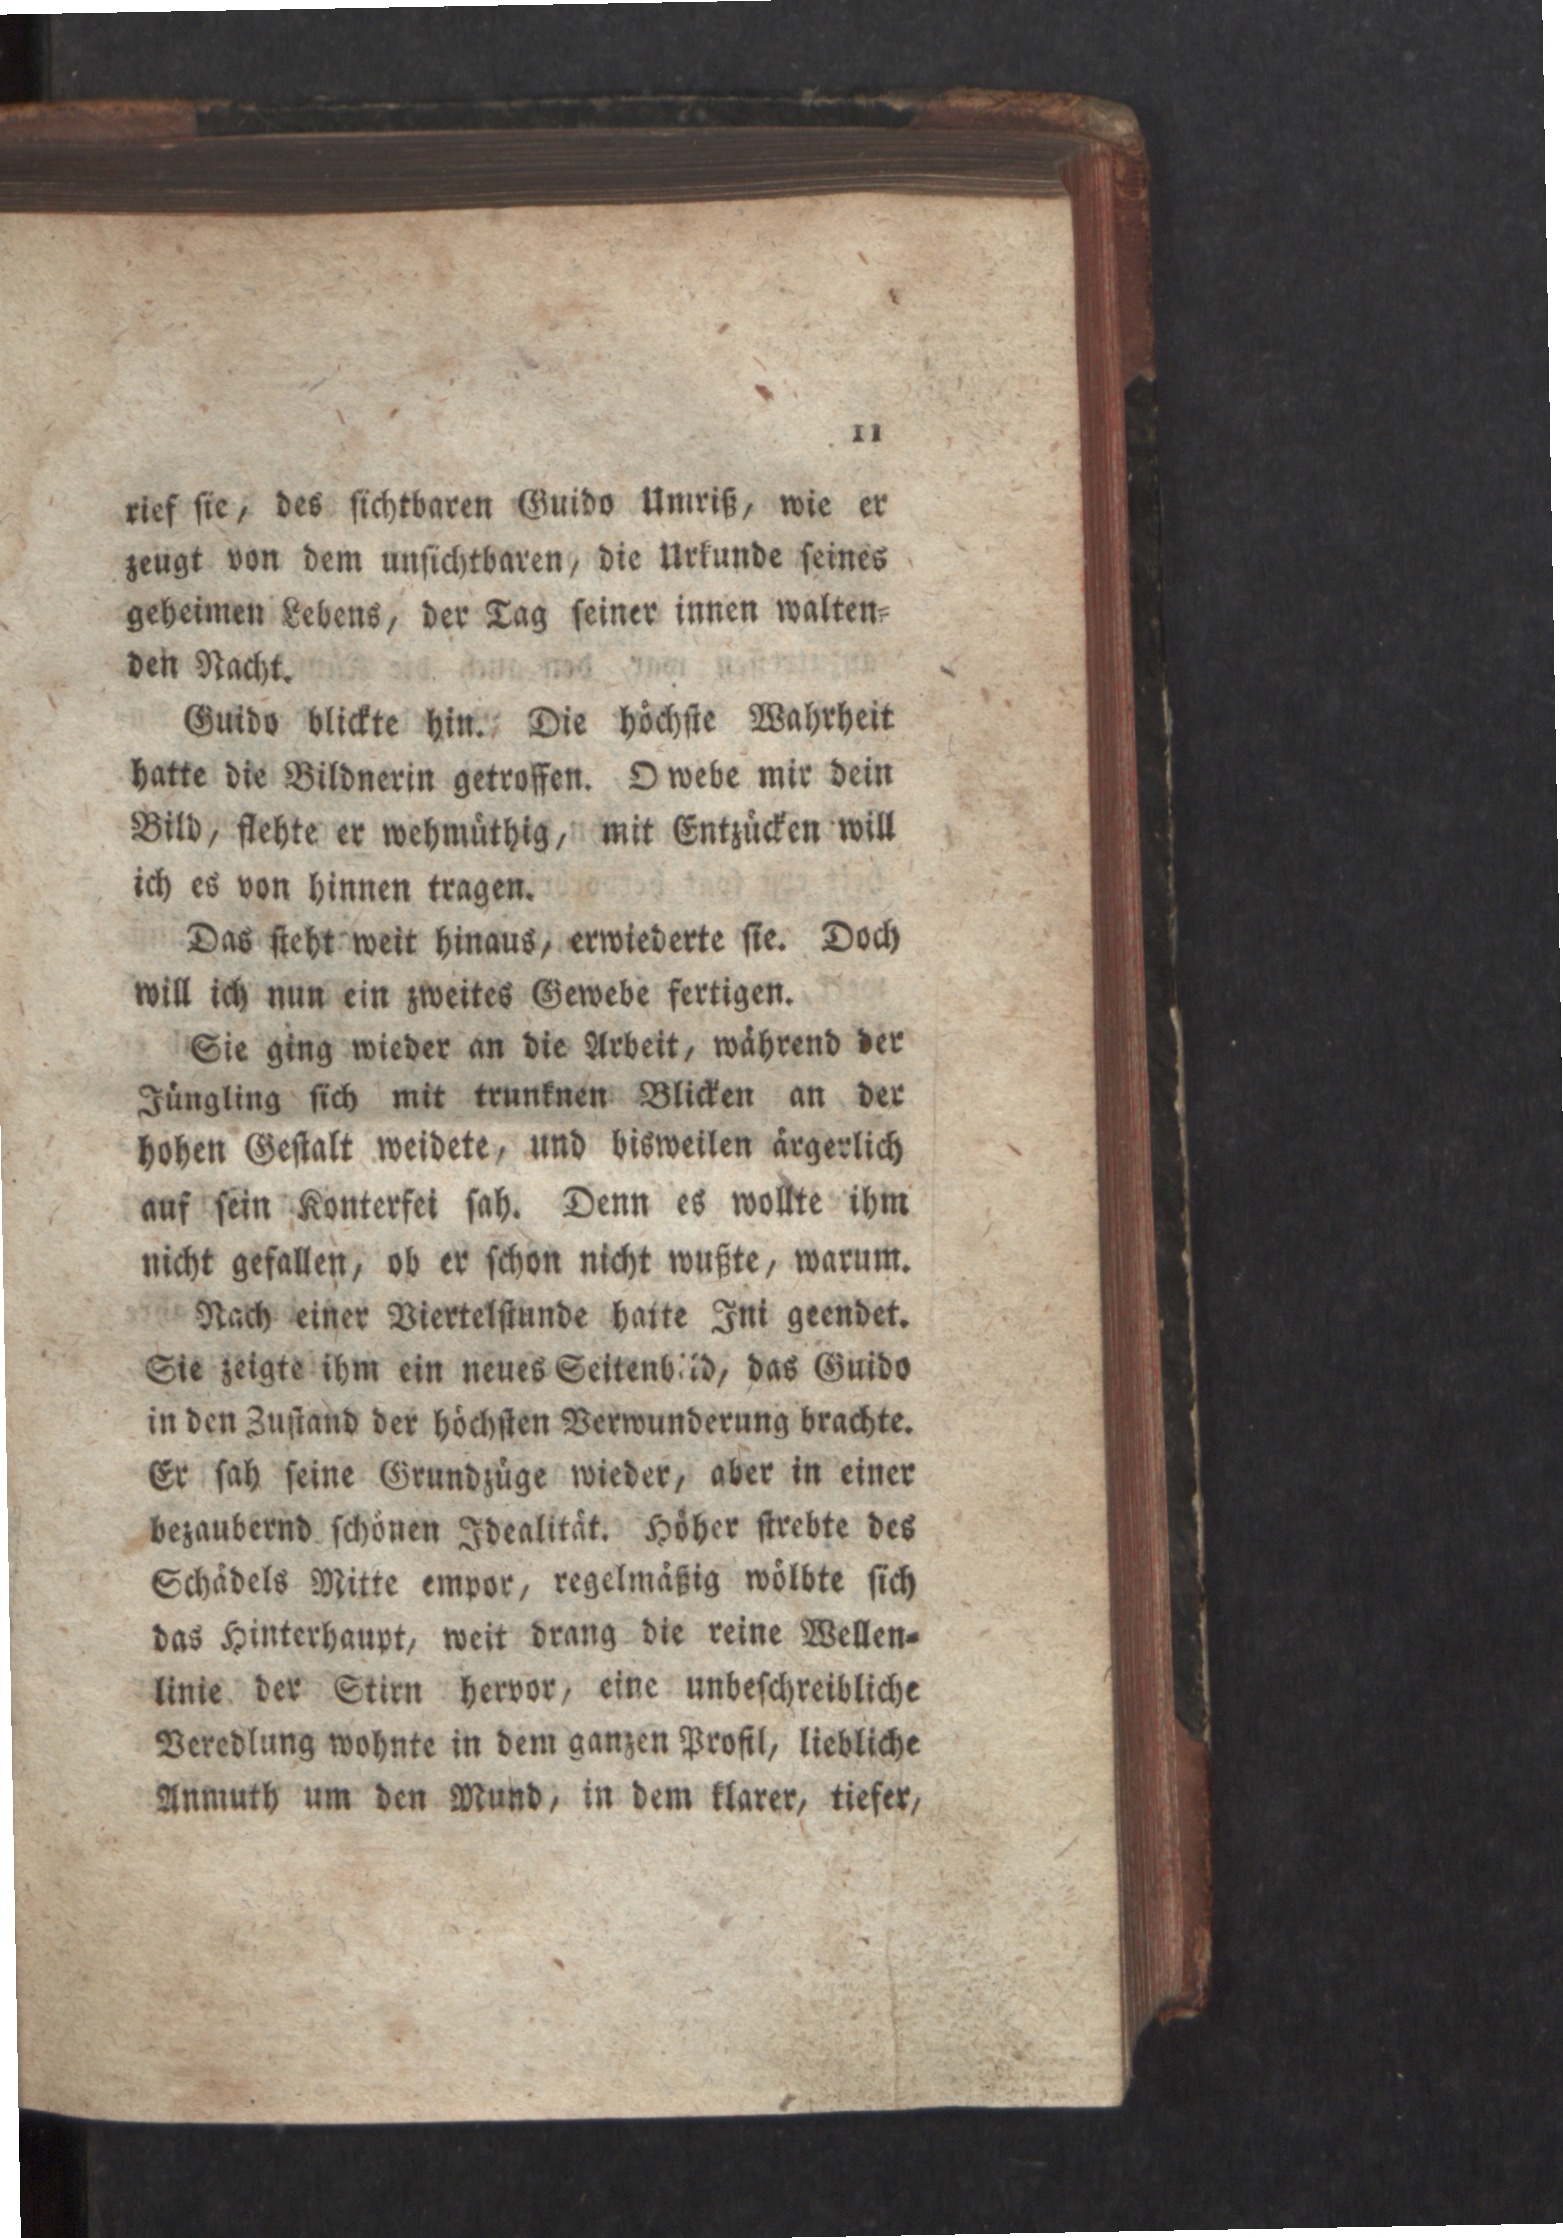 11
rief sie, des sichtbaren Guido Umriß, wie er
zeugt von dem unsichtbaren, die Urkunde seines
geheimen Lebens, der Tag seiner innen walten-
den Nacht.
Guido blickte hin. Die höchste Wahrheit
hatte die Bildnerin getroffen. O webe mir dein
Bild, flehte er wehmüthig, mit Entzücken will
ich es von hinnen tragen.
Das steht weit hinaus, erwiederte sie. Doch
will ich nun ein zweites Gewebe fertigen.
Sie ging wieder an die Arbeit, während der
Jüngling sich mit trunknen Blicken an der
hohen Gestalt weidete, und bisweilen ärgerlich
auf sein Konterfei sah. Denn es wollte ihm
nicht gefallen, ob er schon nicht wußte, warum.
Nach einer Viertelstunde hatte Ini geendet.
Sie zeigte ihm ein neues Seitenbild, das Guido
in den Zustand der höchsten Verwunderung brachte.
Er sah seine Grundzüge wieder, aber in einer
bezaubernd schönen Idealität. Höher strebte des
Schädels Mitte empor, regelmäßig wölbte sich
das Hinterhaupt, weit drang die reine Wellen-
linie der Stirn hervor, eine unbeschreibliche
Veredlung wohnte in dem ganzen Profil, liebliche
Anmuth um den Mund, in dem klarer, tiefer,